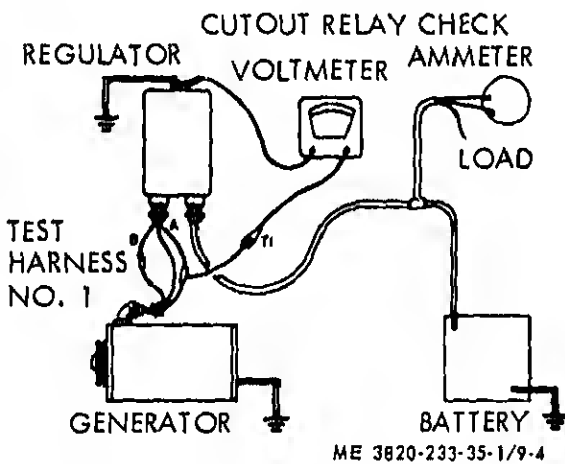 CUTOUT RELAY CHECK
REGULATOR
VOLTMETER
AMMETER
LOAD
A
B
T1
TEST
HARNESS
NO. 1
GENERATOR
BATTERY
ME 3820-233-35-1/9-4